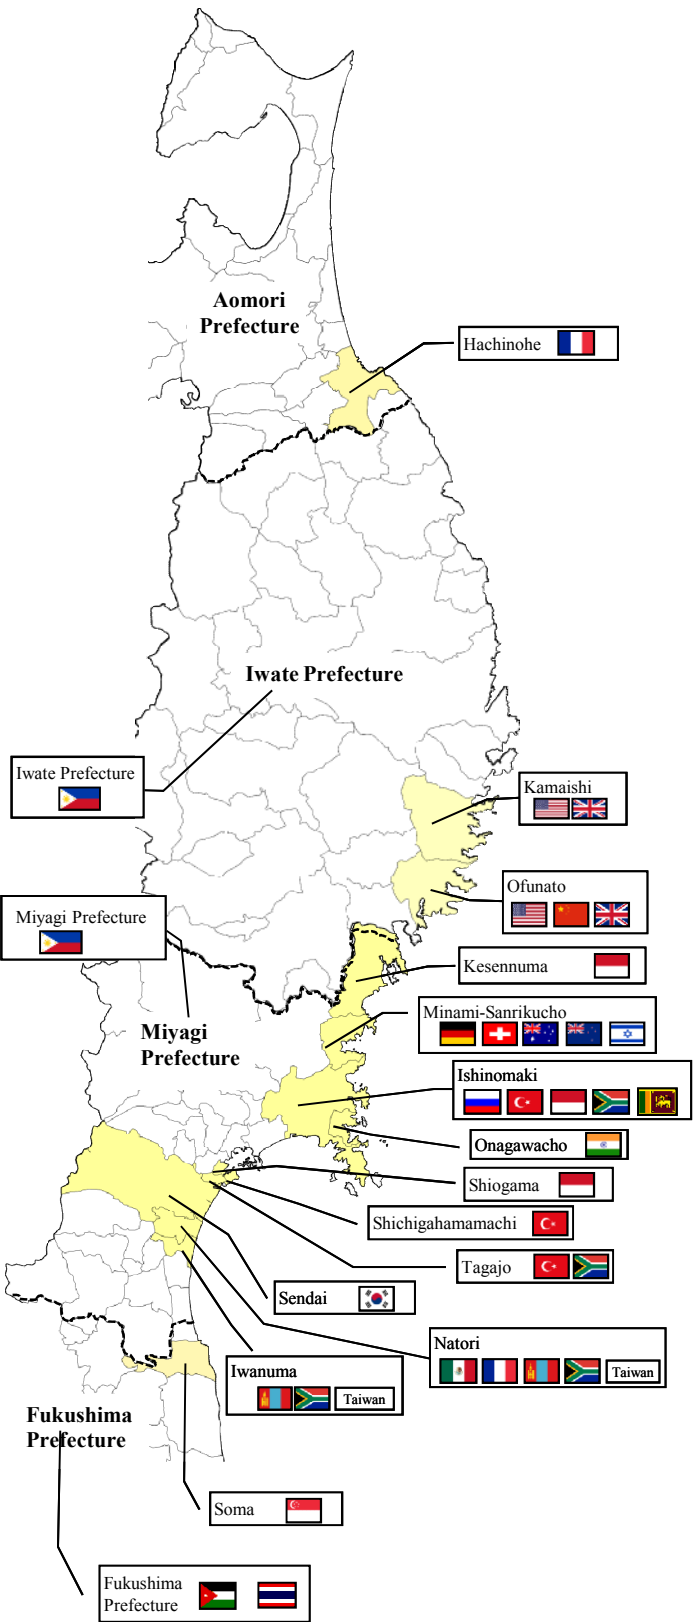 Aomori
Prefecture
Hachinohe
Iwate Prefecture
Iwate Prefecture
Kamaishi
Ofunato
Miyagi Prefecture
Kesennuma
Minami-Sanrikucho
Miyagi
Prefecture
Ishinomaki
Onagawacho
Shiogama
Shichigahamamachi
Tagajo
Sendai
Natori
Taiwan
Iwanuma
Taiwan
Fukushima
Prefecture
Soma
Fukushima
Prefecture